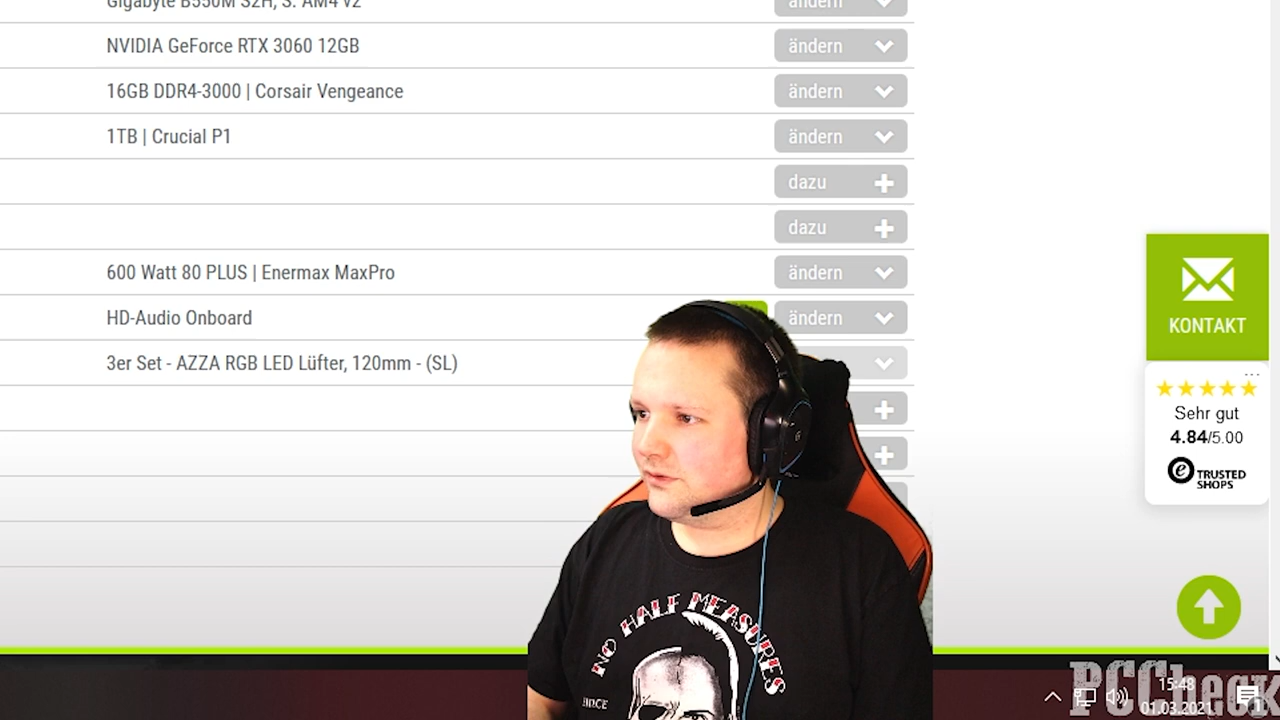 Gigabyte B550M S2H, S. AM4 v2
ändern
NVIDIA GeForce RTX 3060 12GB
ändern
16GB DDR4-3000 | Corsair Vengeance
ändern
1TB | Crucial P1
ändern
dazu
dazu
600 Watt 80 PLUS | Enermax MaxPro
ändern
HD-Audio Onboard
ändern
3er Set - AZZA RGB LED Lüfter, 120mm - (SL)
KONTAKT
...
Sehr gut
4.84/5.00
e TRUSTED
SHOPS
NO HALF MEASURES
PCCheck
15:48
01.03.2021